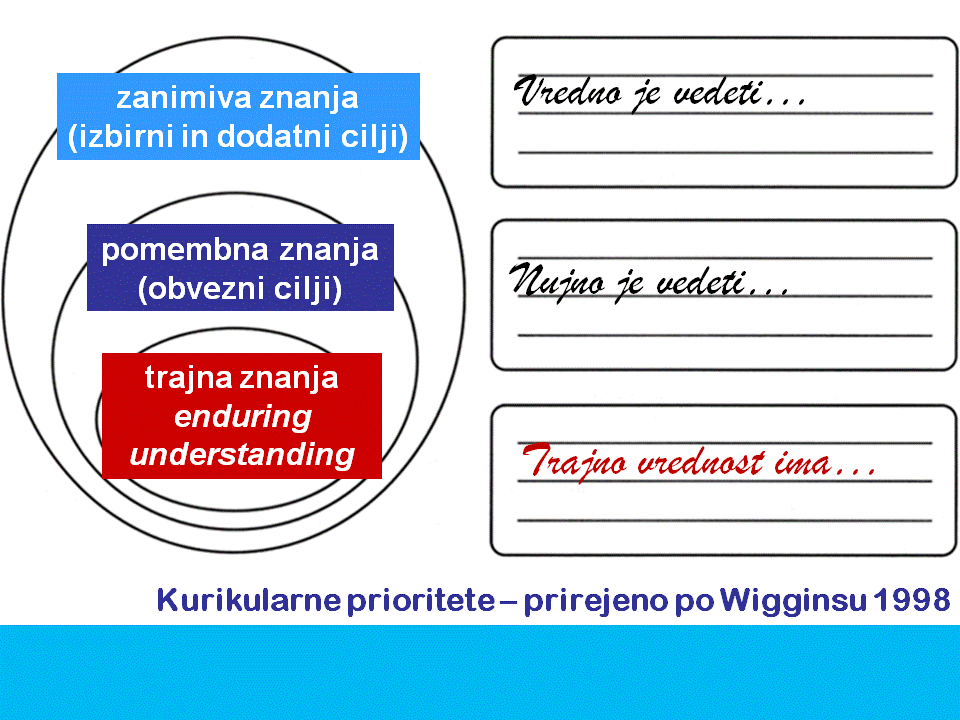 zanimiva znanja
(izbirni in dodatni cilji)
Vredno je vedeti...
pomembna znanja
(obvezni cilji)
Nujno je vedeti...
trajna znanja
enduring
understanding
Trajno vrednost ima...
Kurikularne prioritete – prirejeno po Wigginsu 1998